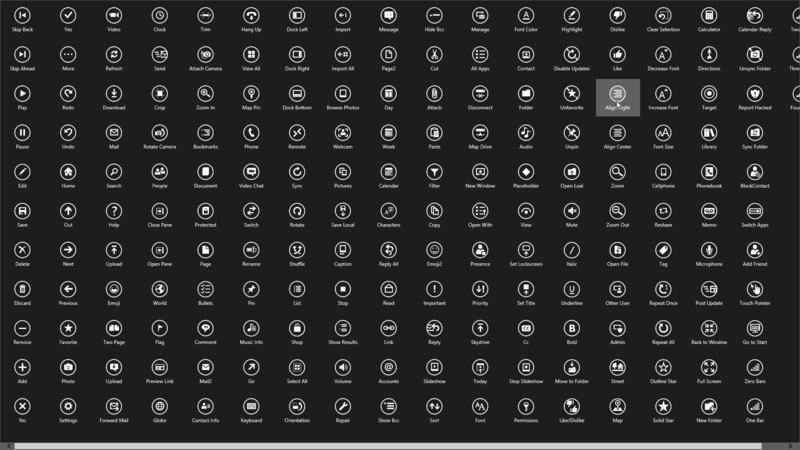 Skip Back Yes Video Clock Trim Hang Up Dock Left Import Message Hide Bcc Manage Font Color Highlight Dislike Clear Selection Calculator Calendar Reply Two
Skip Ahead More Refresh Send Attach Camera View All Dock Right Import All Page2 Cut All Apps Contact Disable Updates Like Decrease Font Directions Unsync Folder Thre
Play Redo Download Crop Zoom In Map Pin Dock Bottom Browse Photos Day Attach Disconnect Folder Unfavorite Align Right Increase Font Target Report Hacked Fou
Pause Undo Mail Rotate Camera Bookmarks Phone Remote Webcam Week Paste Map Drive Audio Unpin Align Center Font Size Library Sync Folder
Edit Home Search People Document Video Chat Sync Pictures Calendar Filter New Window Placeholder Open Loal Zoom Cellphone Phonebook BlockContact
Save Out Help Close Pane Protected Switch Rotate Save Local Characters Copy Open With View Mute Zoom Out Reshare Memo Switch Apps
Delete Next Upload Open Pane Page Rename Shuffle Caption Reply All Emoji2 Presence Set Lockscreen Italic Open File Tag Microphone Add Friend
Discard Previous Emoji World Bullets Pin List Stop Read Important Priority Set Title Underline Other User Repeat Once Post Update Touch Pointer
Remove Favorite Two Page Flag Comment Music Info Shop Show Results Link Reply Skydrive Cc Bold Admin Repeat All Back to Window Go to Start
Add Photo Upload Preview Link Mail2 Go Select All Volume Accounts Slideshow Today Stop Slideshow Move to Folder Street Outline Star Full Screen Zero Bars
No Settings Forward Mail Globe Contact Info Keyboard Orientation Repair Show Bcc Sort Font Permisions Like/Dislike Map Solid Star New Folder One Bar